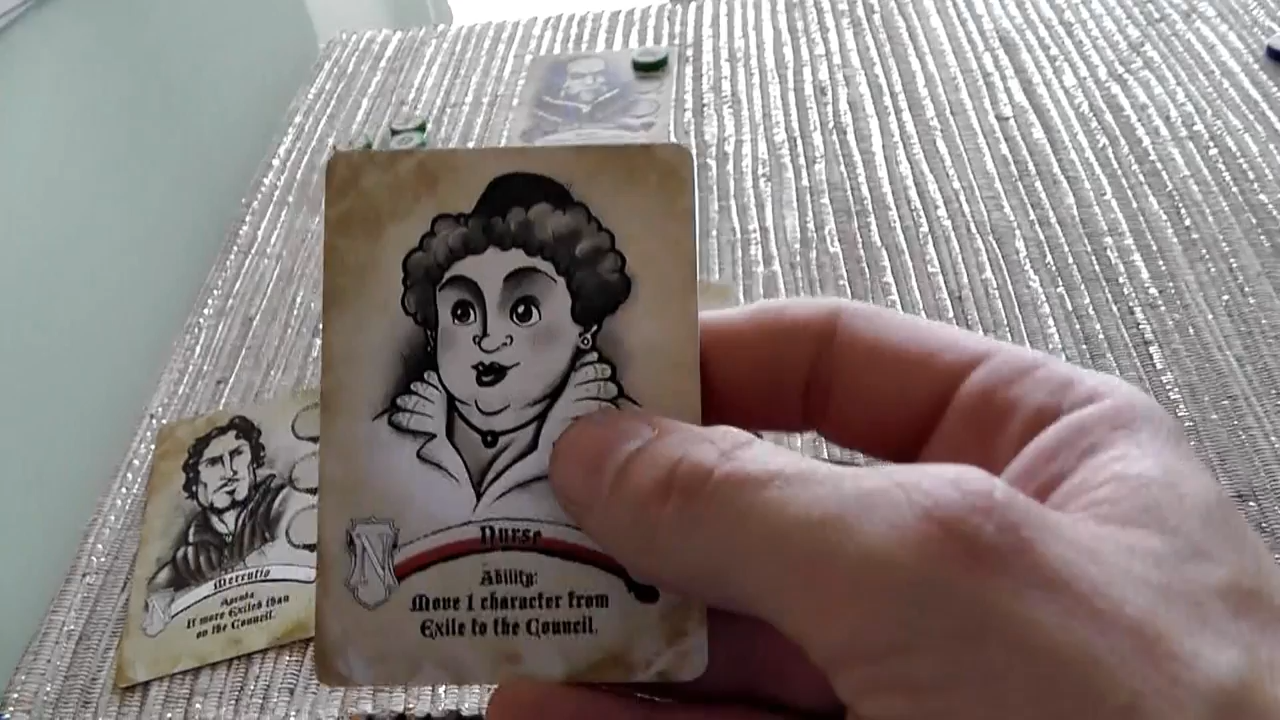 Nurse
N
Ability:
Move 1 character from
Exile to the Council.
Mercutio
N
Agenda
If more Exiles than
on the Council.